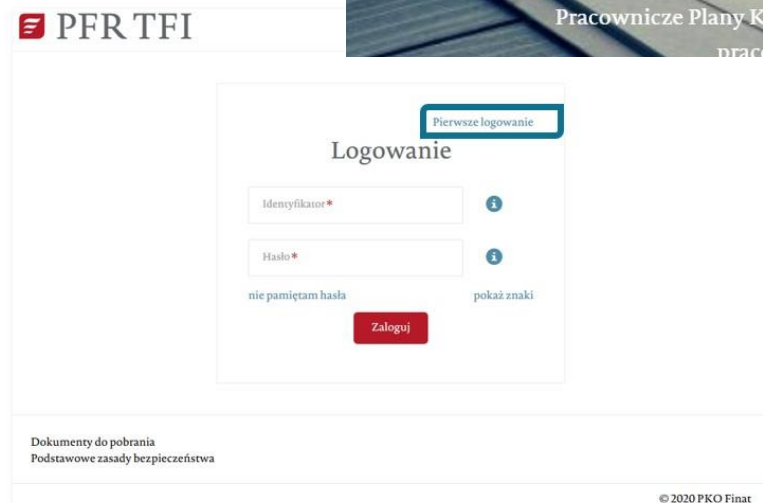 PFR TFI
Pracownicze Plany K
prac
Pierwsze logowanie
Logowanie
Identyfikator*
Hasło*
nie pamiętam hasła
pokaż znaki
Zaloguj
Dokumenty do pobrania
Podstawowe zasady bezpieczeństwa
© 2020 PKO Finat